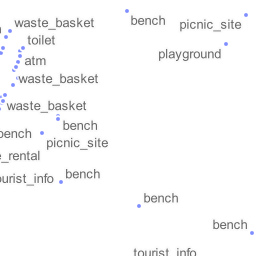 waste_basket
bench
picnic_site
toilet
playground
atm
waste_basket
waste_basket
bench
bench
picnic_site
e_rental
ourist_info
bench
bench
bench
tourist_info